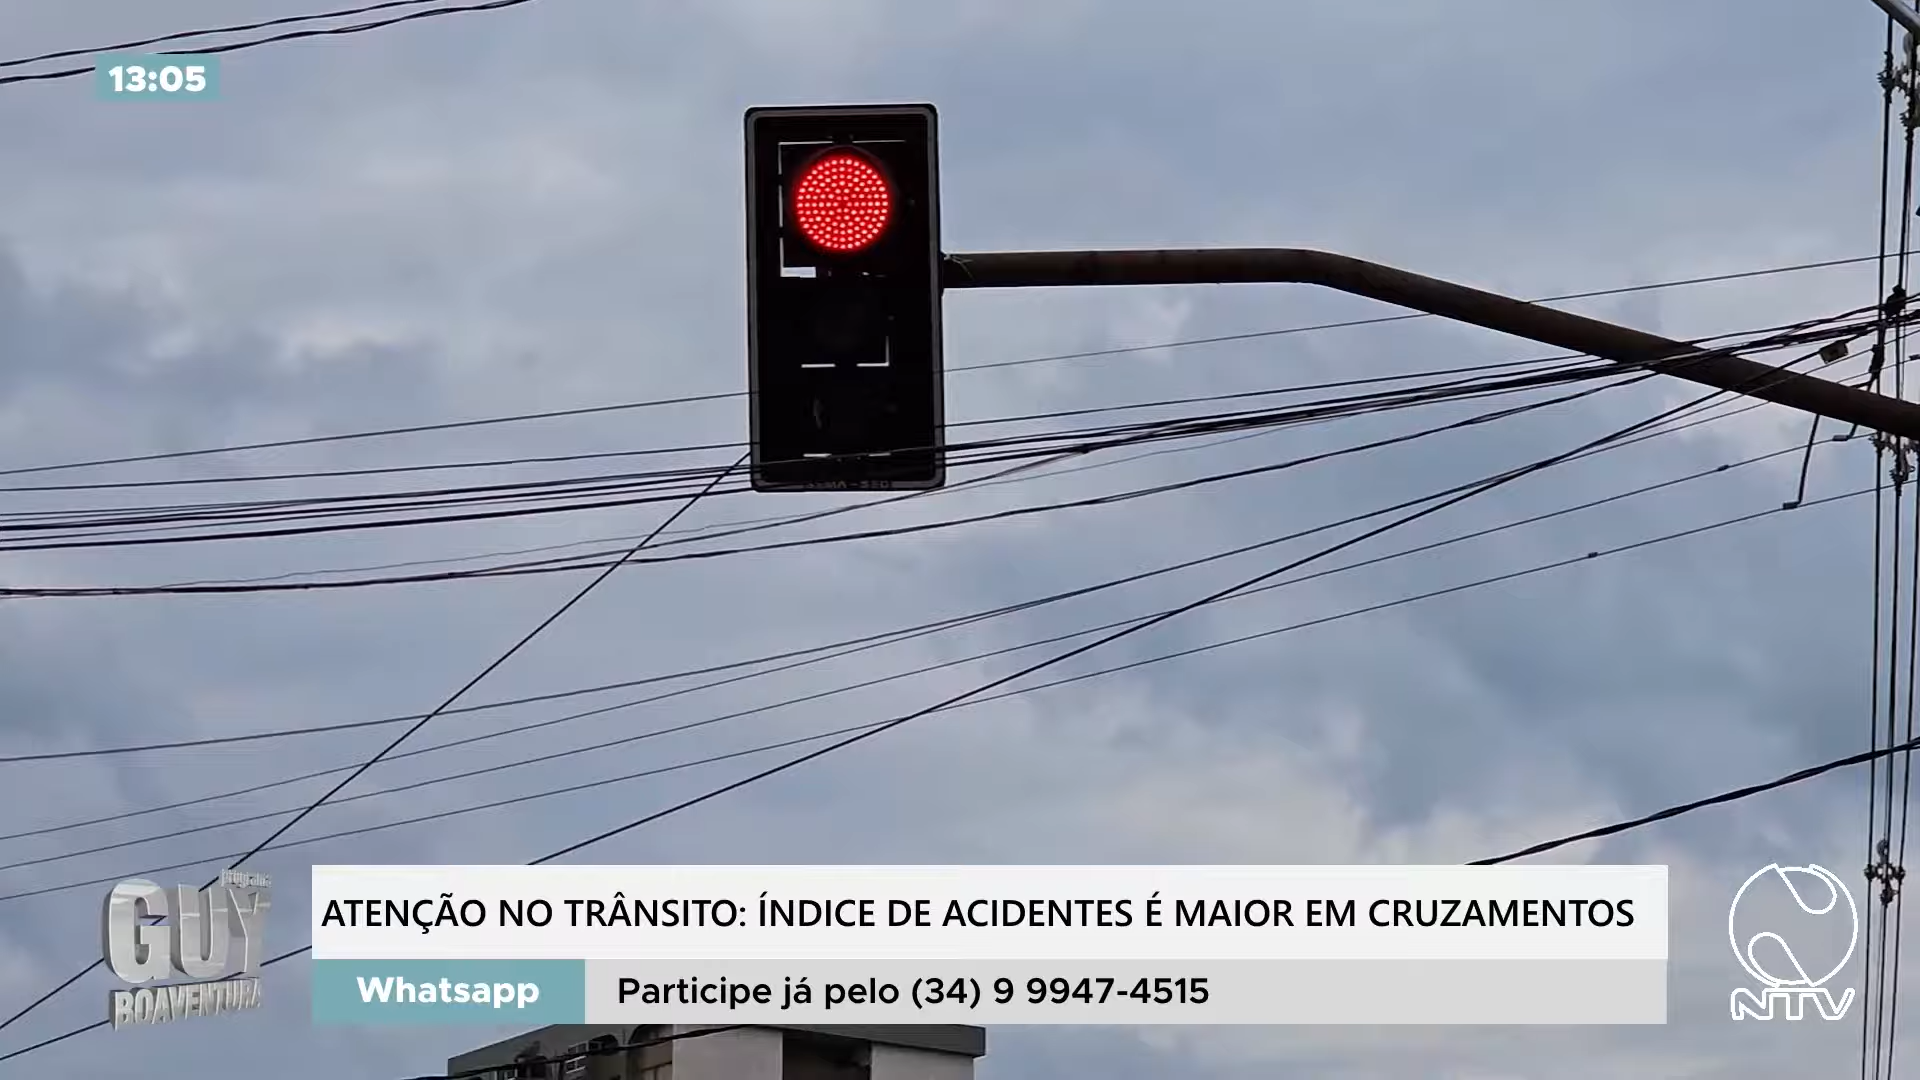 13:05
programa
GUY
BOAVENTURA
ATENÇÃO NO TRÂNSITO: ÍNDICE DE ACIDENTES É MAIOR EM CRUZAMENTOS
Whatsapp
Participe já pelo (34) 9 9947-4515
NTV